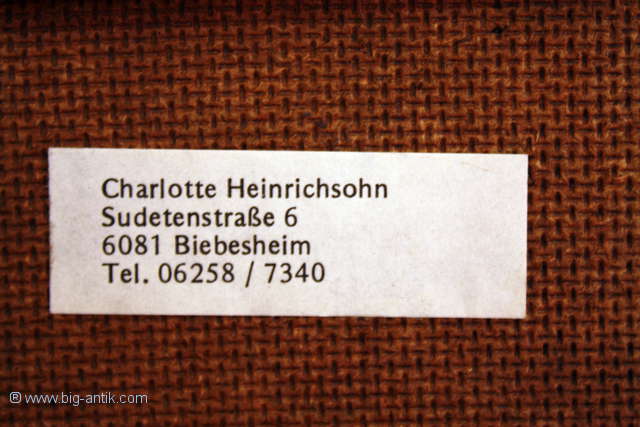 Charlotte Heinrichsohn
Sudetenstraße 6
6081 Biebesheim
Tel. 06258 / 7340
® www.big-antik.com